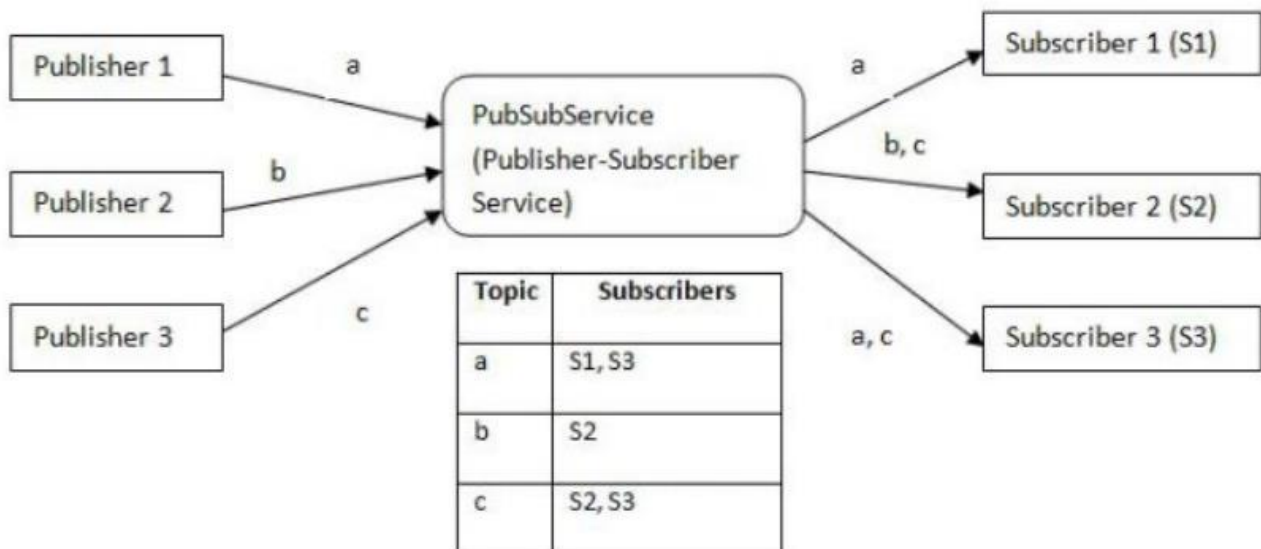 Publisher 1
a
PubSubService
(Publisher-Subscriber
Service)
a
Subscriber 1 (S1)
Publisher 2
b
b, c
Subscriber 2 (S2)
Publisher 3
c
a, c
Subscriber 3 (S3)
Topic Subscribers
a S1, S3
b S2
c S2, S3